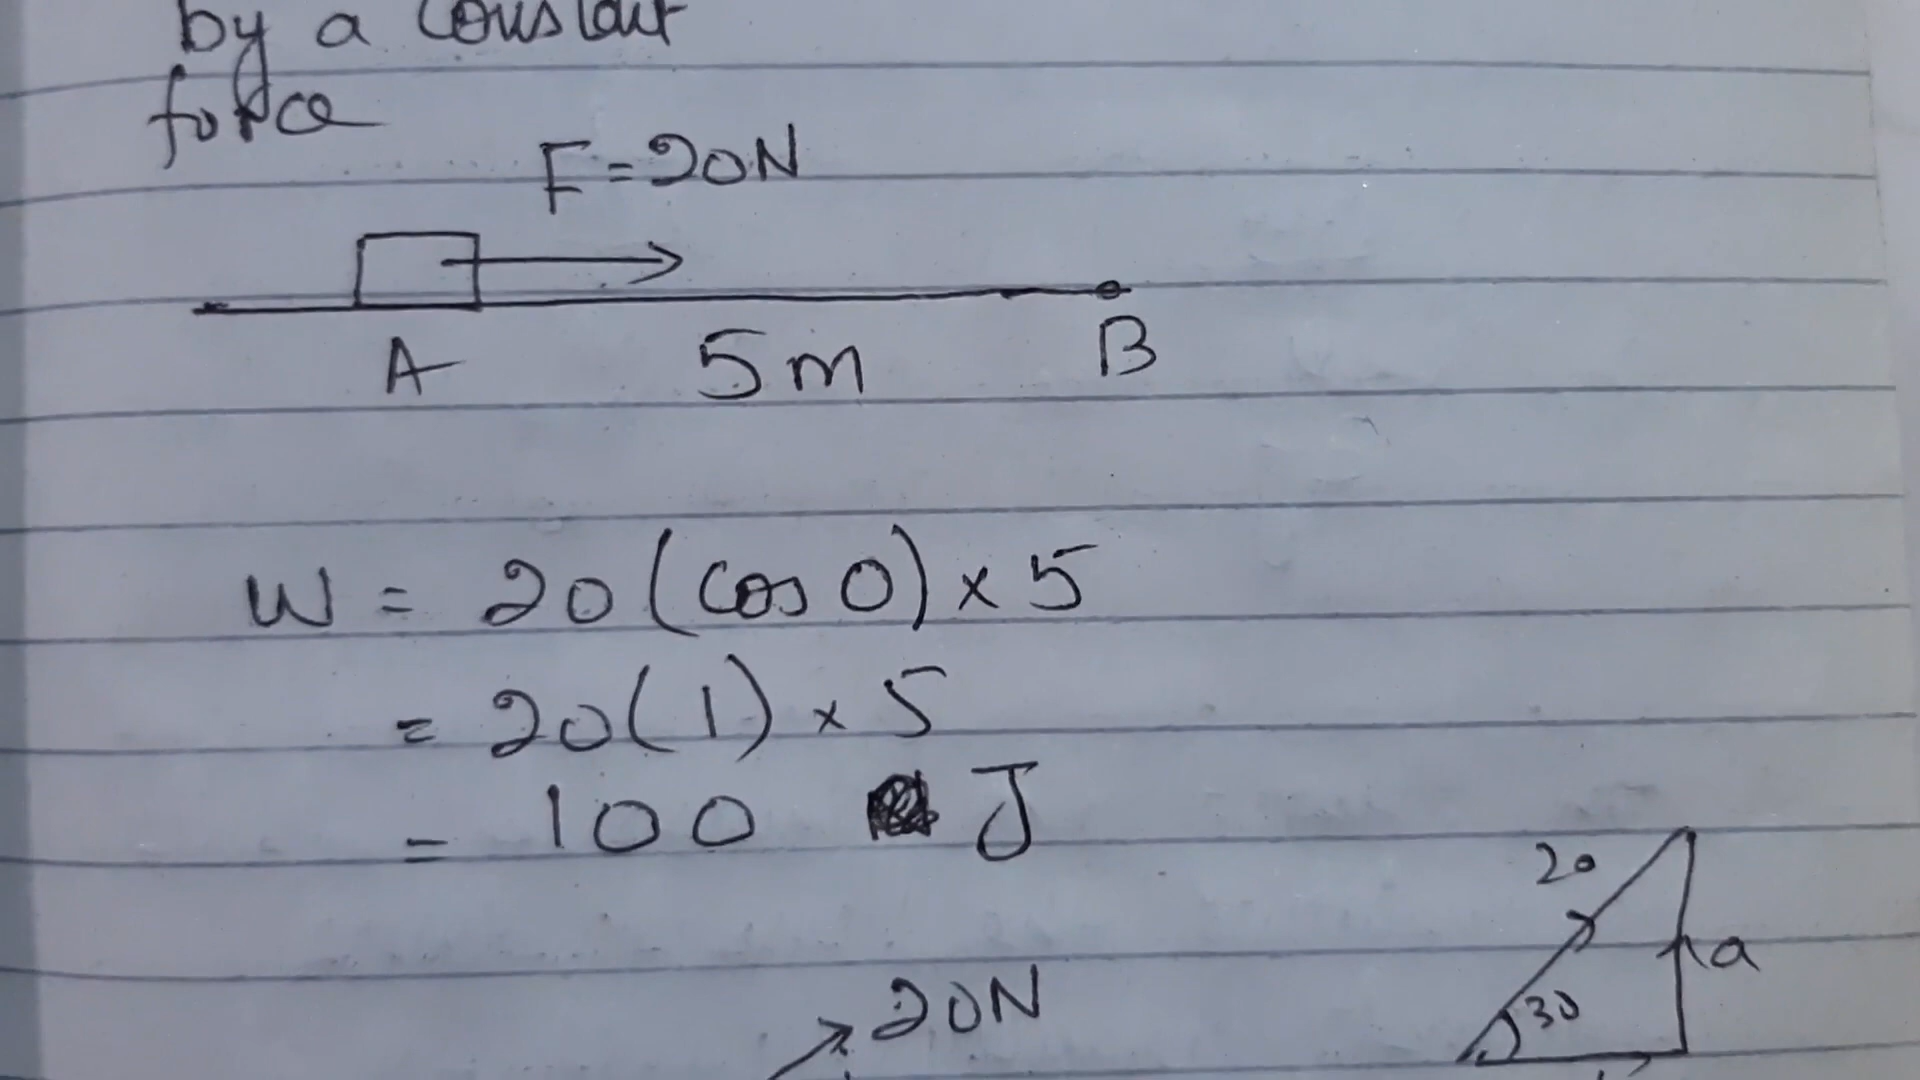 by a constant
force
F=20N
A 5m B
W = 20(cos 0) × 5
= 20(1) × 5
= 100 J
20
a
30
20N